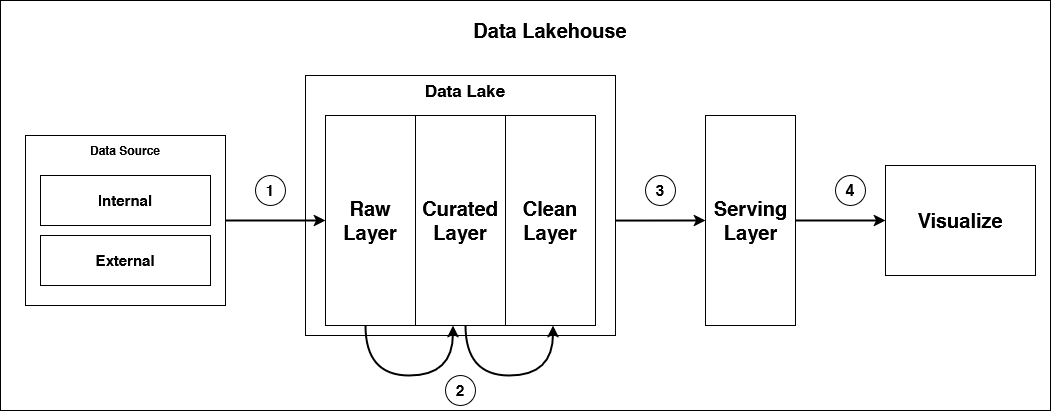 Data Lakehouse
Data Lake
Data Source
Internal
External
1
Raw
Layer
Curated
Layer
Clean
Layer
2
3
Serving
Layer
4
Visualize